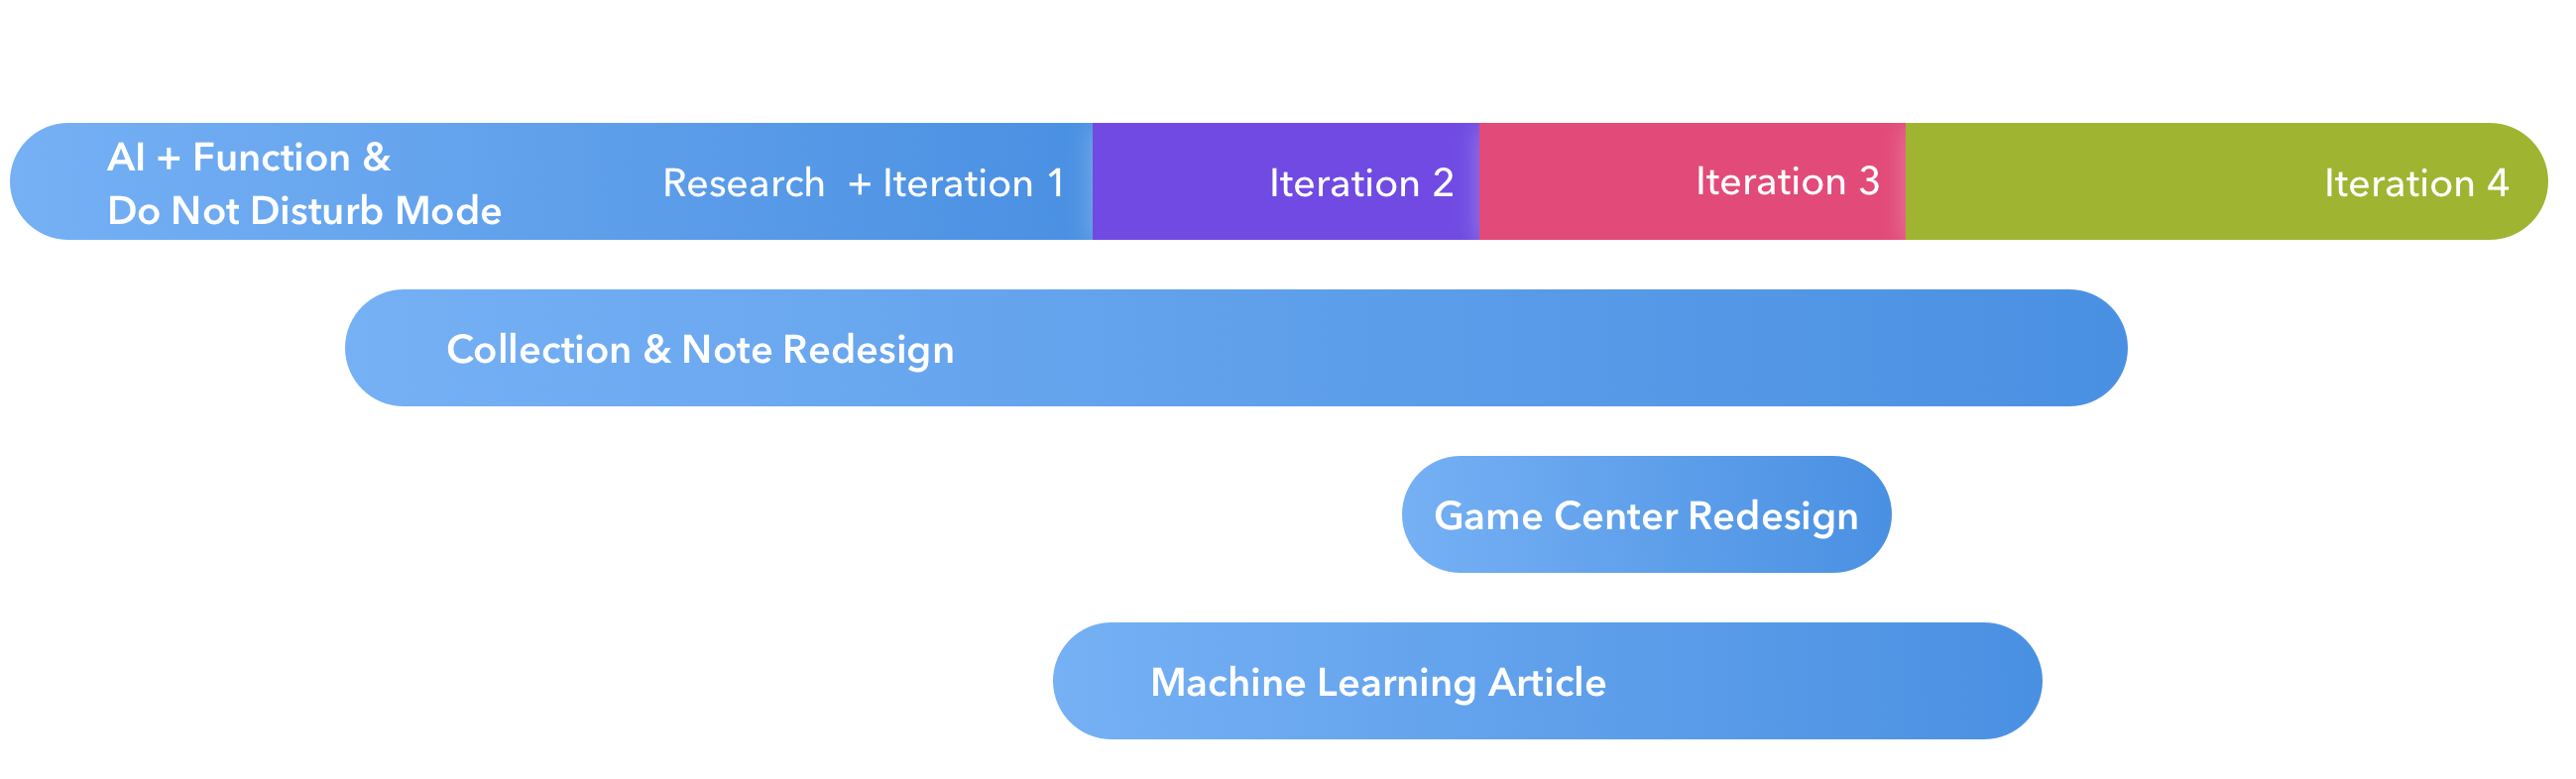 AI + Function &
Do Not Disturb Mode
Research + Iteration 1
Iteration 2
Iteration 3
Iteration 4
Collection & Note Redesign
Game Center Redesign
Machine Learning Article